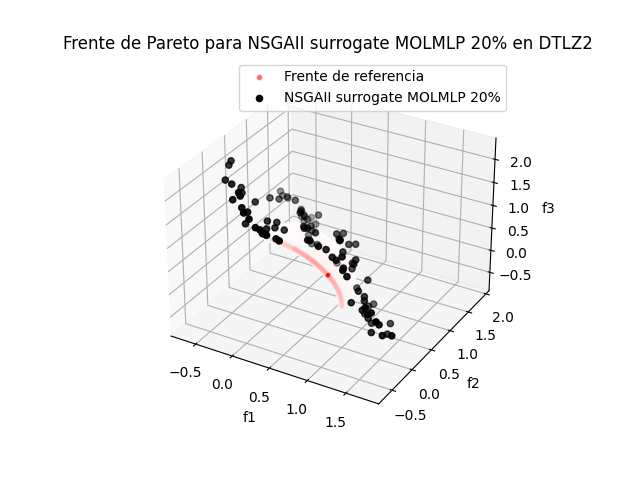 Frente de Pareto para NSGAII surrogate MOLMLP 20% en DTLZ2
Frente de referencia
NSGAII surrogate MOLMLP 20%
2.0
1.5
1.0
0.5
0.0
−0.5
f3
2.0
1.5
1.0
0.5
0.0
−0.5
f2
−0.5
0.0
0.5
1.0
1.5
f1